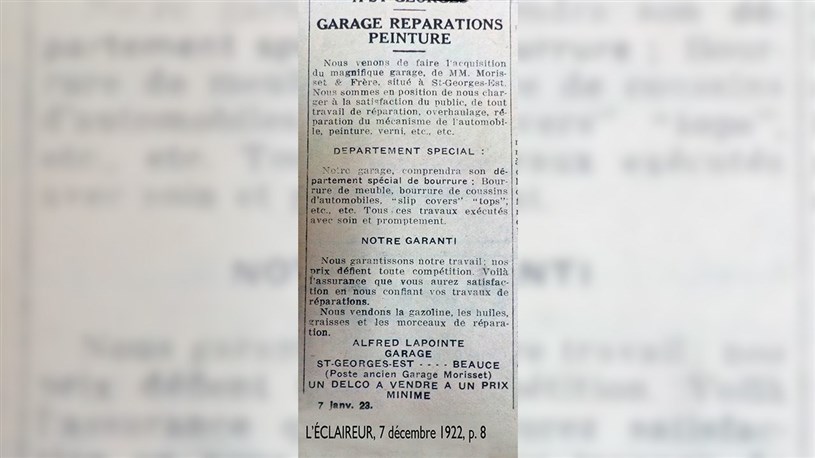 GARAGE REPARATIONS
PEINTURE
Nous venons de faire l'acquisition
du magnifique garage, de MM. Moris-
set & Frère, situé à St-Georges-Est.
Nous sommes en position de nous char-
ger à la satisfaction du public, de tout
travail de réparation, overhaulage, ré-
paration du mécanisme de l'automobi-
le, peinture, verni, etc., etc.
DEPARTEMENT SPECIAL :
Notre garage, comprendra son dé-
partement spécial de bourrure : Bour-
rure de meuble, bourrure de coussins
d'automobiles, "slip covers" "tops",
etc., etc. Tous ces travaux exécutés
avec soin et promptement.
NOTRE GARANTI
Nous garantissons notre travail; nos
prix défient toute compétition. Voilà
l'assurance que vous aurez satisfac-
tion en nous confiant vos travaux de
réparations.
Nous vendons la gazoline, les huiles,
graisses et les morceaux de répara-
tion.
ALFRED LAPOINTE
GARAGE
ST-GEORGES-EST - - - - BEAUCE
(Poste ancien Garage Morisset)
UN DELCO A VENDRE A UN PRIX
MINIME
7 janv. 23.
L'ÉCLAIREUR, 7 décembre 1922, p. 8